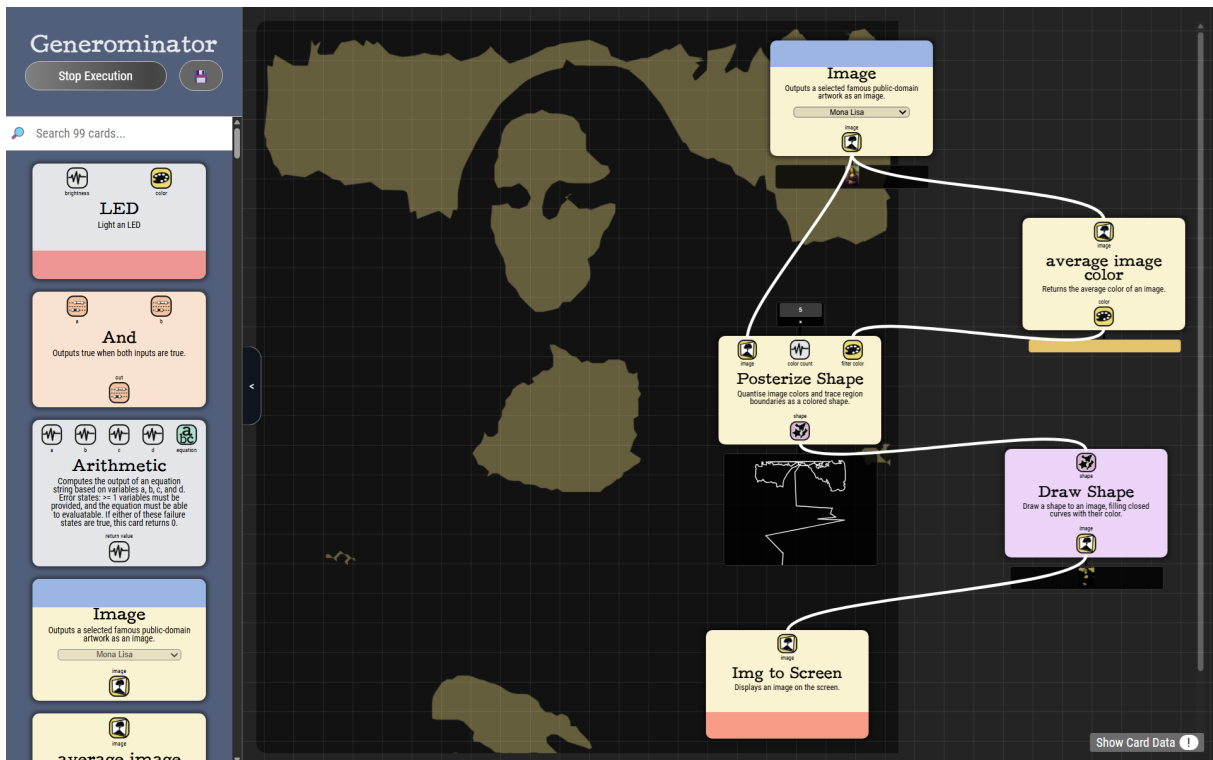 Generominator
Stop Execution
Search 99 cards...
brightness
color
LED
Light an LED
a
b
And
Outputs true when both inputs are true.
out
a
b
c
d
equation
Arithmetic
Computes the output of an equation
string based on variables a, b, c, and d.
Error states: >= 1 variables must be
provided, and the equation must be able
to evaluatable. If either of these failure
states are true, this card returns 0.
return value
Image
Outputs a selected famous public-domain
artwork as an image.
Mona Lisa
image
image
average image
<
Image
Outputs a selected famous public-domain
artwork as an image.
Mona Lisa
image
image
average image
color
Returns the average color of an image.
color
5
image
color count
filter color
Posterize Shape
Quantise image colors and trace region
boundaries as a colored shape.
shape
shape
Draw Shape
Draw a shape to an image, filling closed
curves with their color.
image
image
Img to Screen
Displays an image on the screen.
Show Card Data !